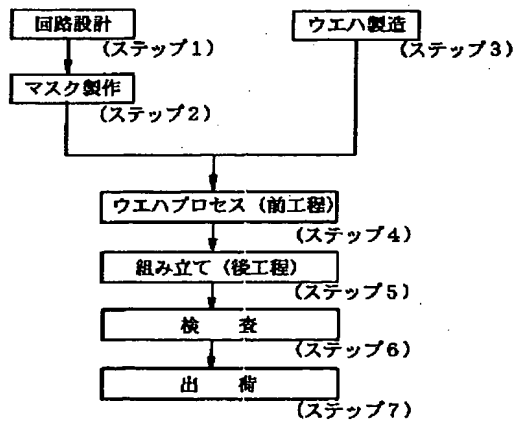 回路設計
(ステップ1)
ウエハ製造
(ステップ3)
マスク製作
(ステップ2)
ウエハプロセス (前工程)
(ステップ4)
組み立て (後工程)
(ステップ5)
検 査
(ステップ6)
出 荷
(ステップ7)